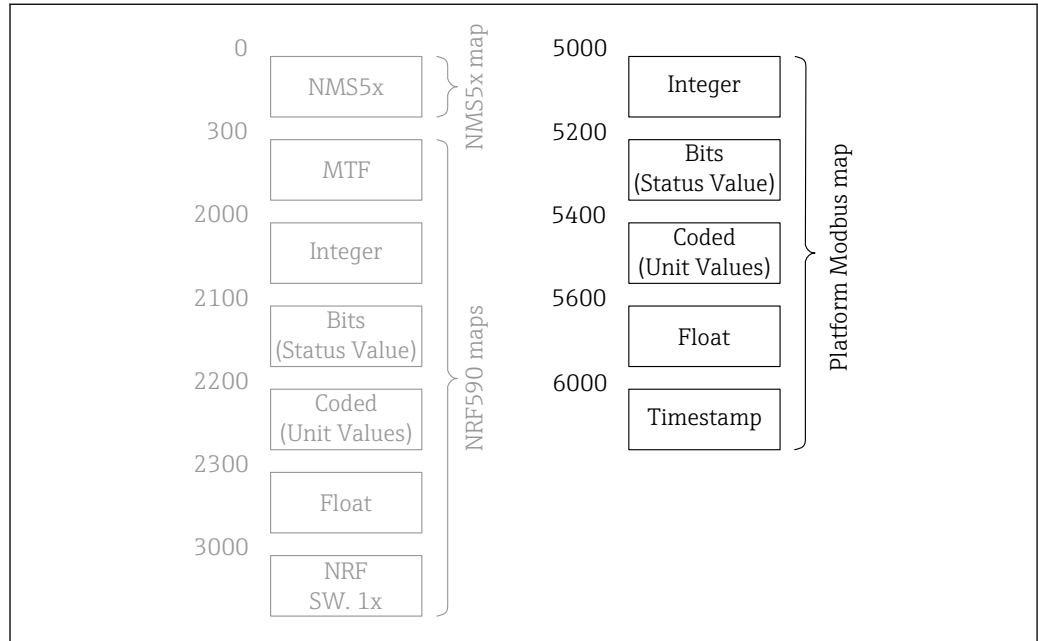 0
NMS5x
NMS5x map
300
MTF
2000
Integer
2100
Bits
(Status Value)
2200
Coded
(Unit Values)
2300
Float
3000
NRF
SW. 1x
NRF590 maps
5000
Integer
5200
Bits
(Status Value)
5400
Coded
(Unit Values)
5600
Float
6000
Timestamp
Platform Modbus map